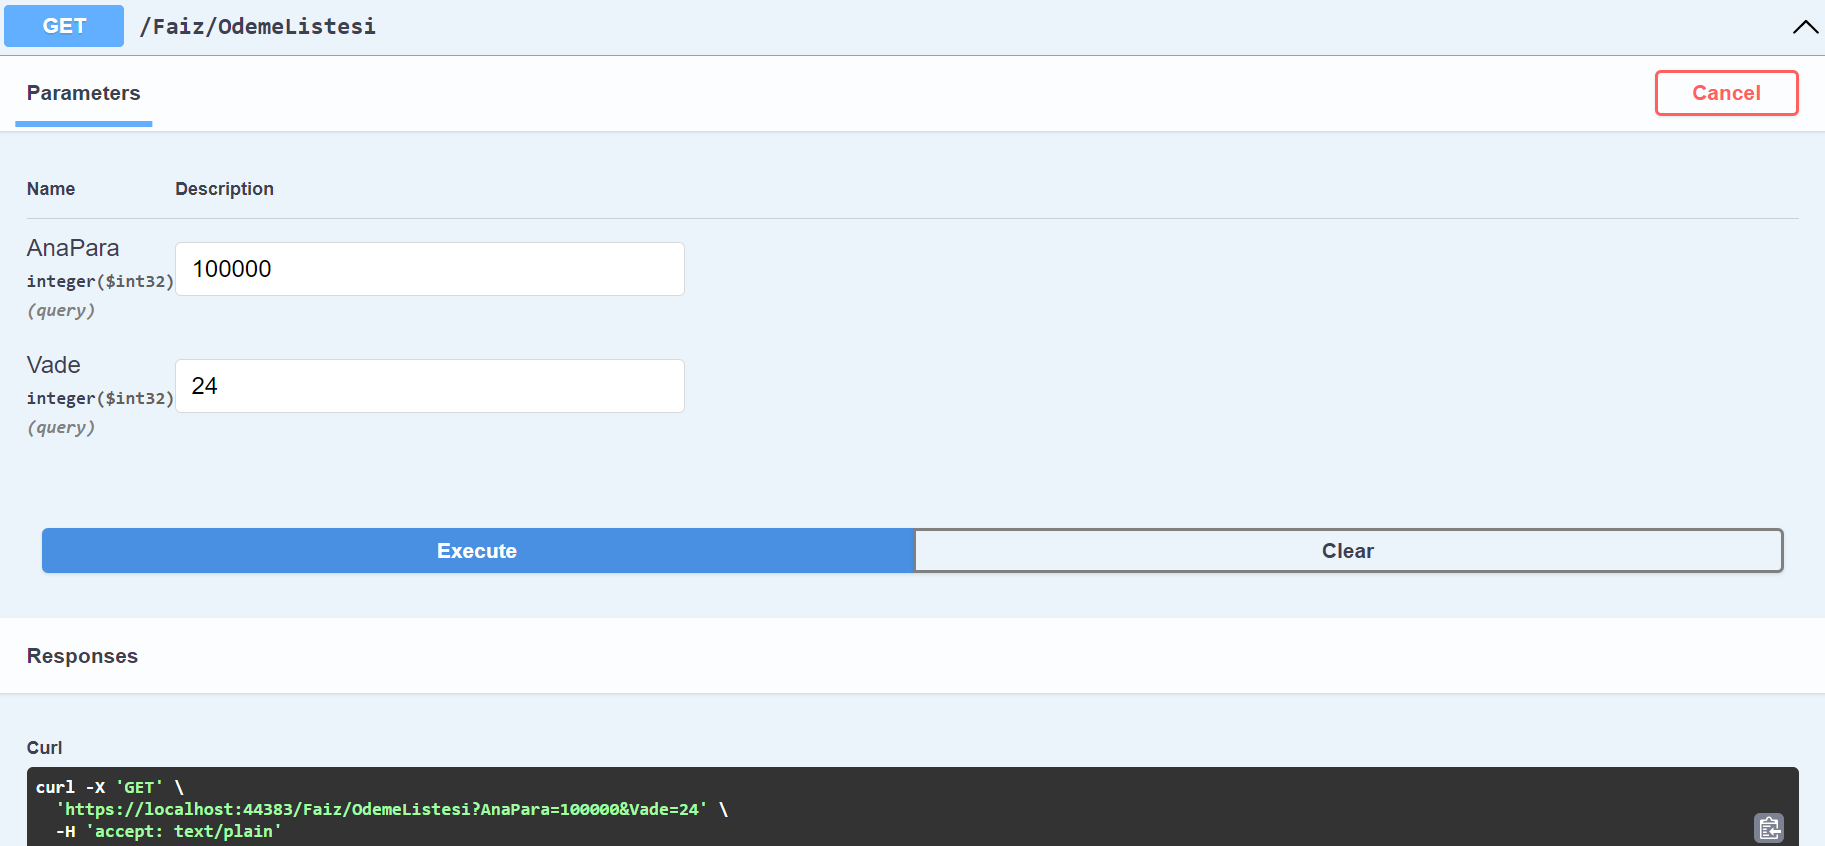 GET /Faiz/OdemeListesi
Parameters
Cancel
Name Description
AnaPara
integer($int32)
(query)
100000
Vade
integer($int32)
(query)
24
Execute
Clear
Responses
Curl
curl -X 'GET' \
'https://localhost:44383/Faiz/OdemeListesi?AnaPara=100000&Vade=24' \
-H 'accept: text/plain'